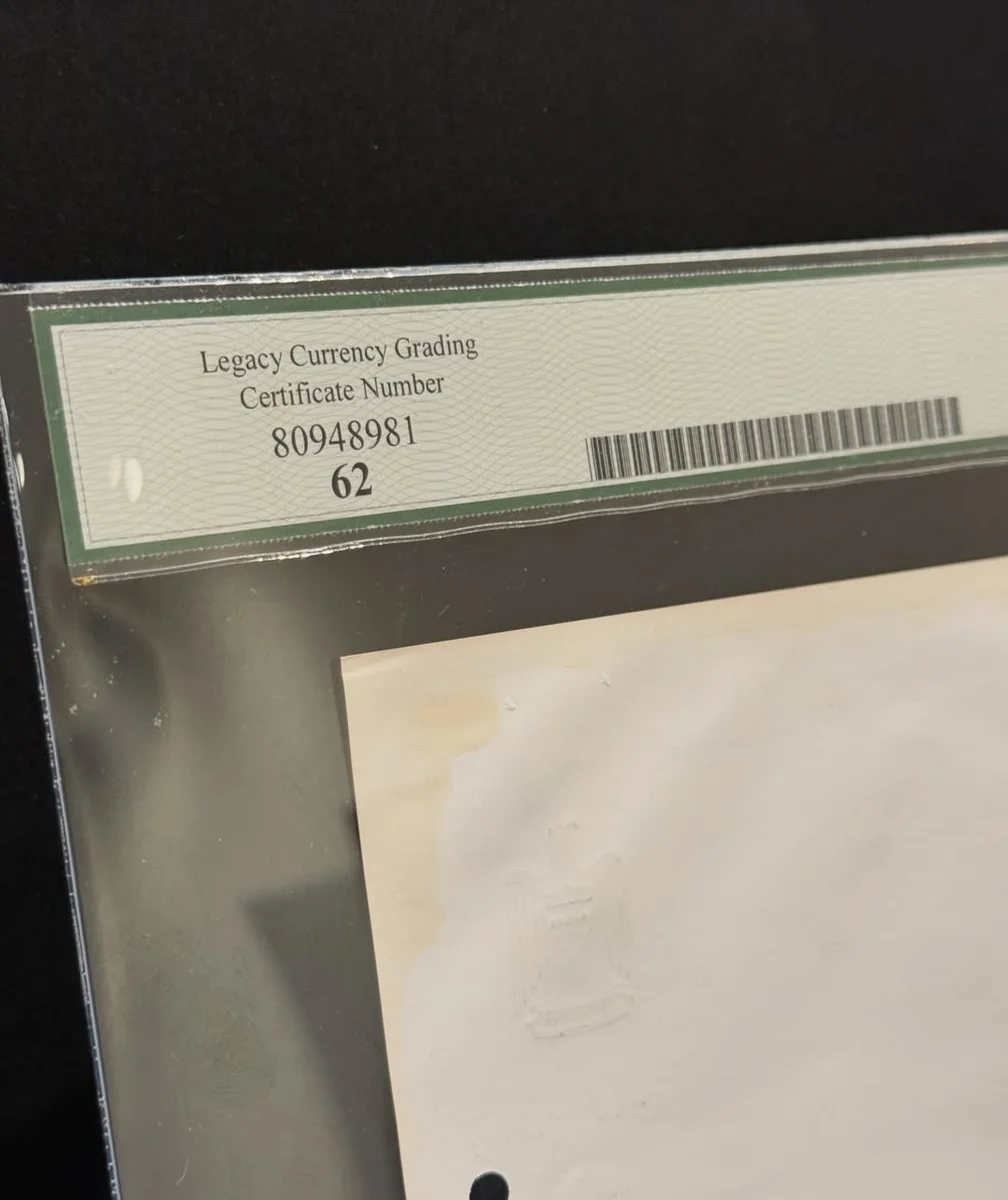 Legacy Currency Grading
Certificate Number
80948981
62